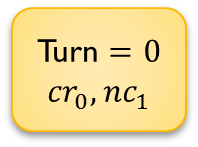 Turn = 0
cr₀, nc₁